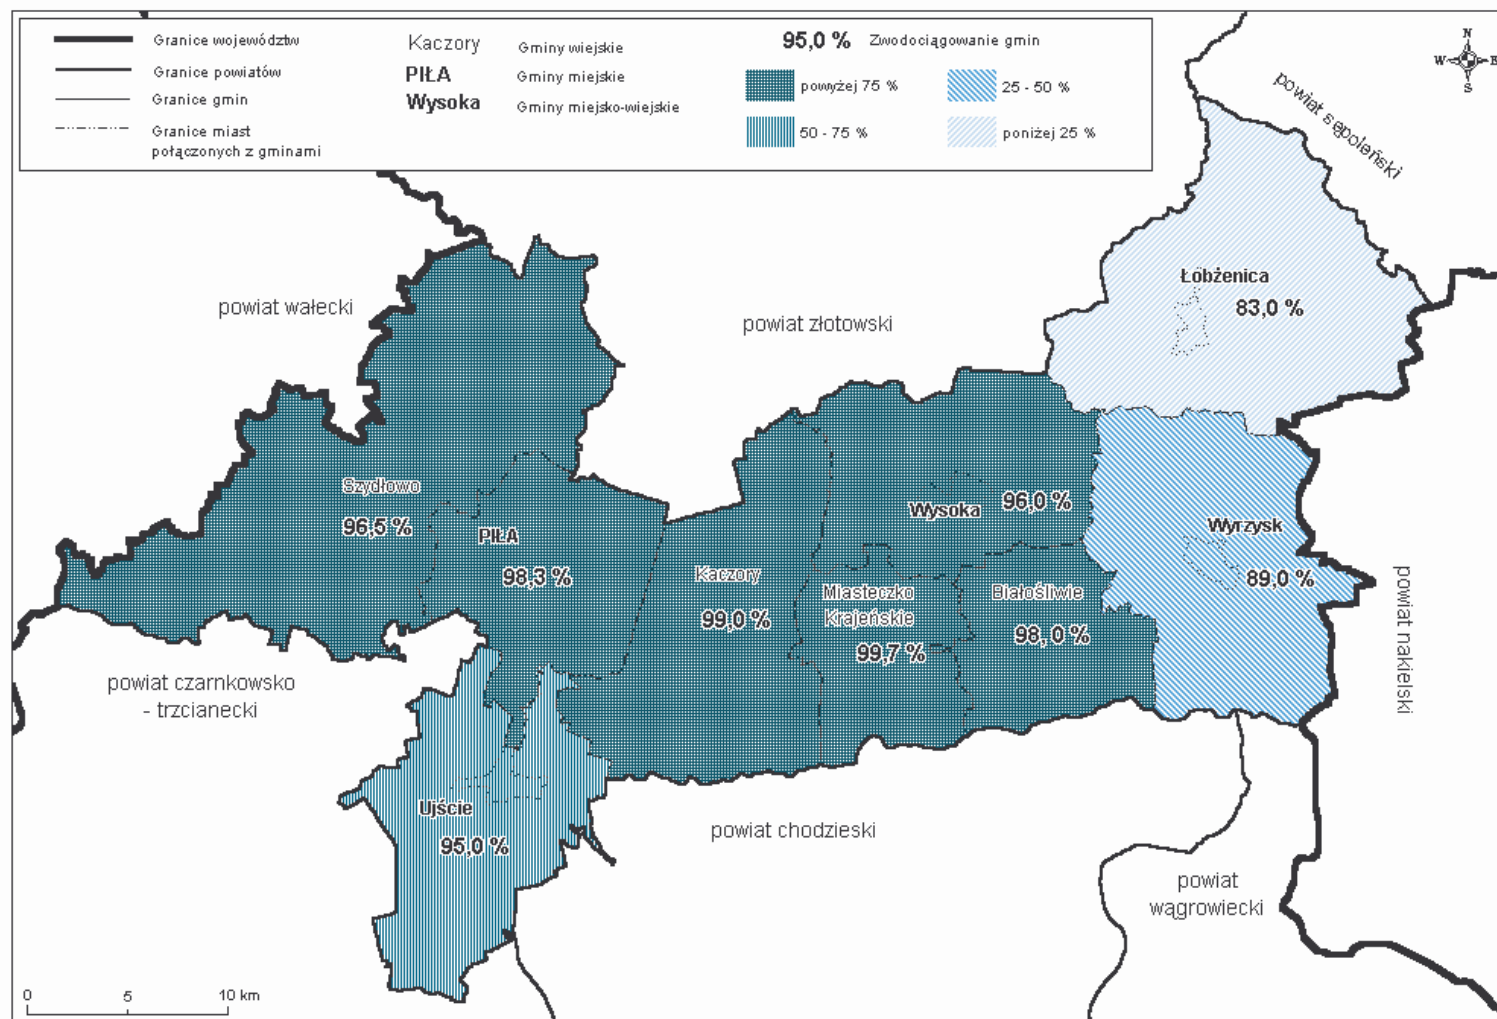 Granice województw
Granice powiatów
Granice gmin
Granice miast
połączonych z gminami
Kaczory
Gminy wiejskie
PIŁA
Gminy miejskie
Wysoka
Gminy miejsko-wiejskie
95,0 %
Zwodociągowanie gmin
powyżej 75 %
25 - 50 %
50 - 75 %
poniżej 25 %
N
W
E
S
powiat sępoleński
Łobżenica
83,0 %
powiat wałecki
powiat złotowski
Szydłowo
96,5 %
PIŁA
98,3 %
Wysoka
96,0 %
Wyrzysk
89,0 %
Kaczory
99,0 %
Miasteczko
Krajeńskie
99,7 %
Białośliwie
98, 0 %
powiat nakielski
powiat czarnkowsko
- trzcianecki
Ujście
95,0 %
powiat chodzieski
powiat
wągrowiecki
0
5
10 km